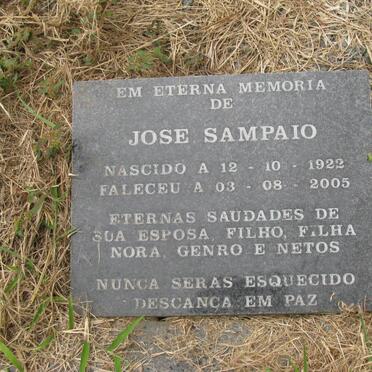 EM ETERNA MEMORIA
DE
JOSE SAMPAIO
NASCIDO A 12 - 10 - 1922
FALECEU A 03 - 08 - 2005
ETERNAS SAUDADES DE
SUA ESPOSA, FILHO, FILHA
NORA, GENRO E NETOS
NUNCA SERAS ESQUECIDO
DESCANCA EM PAZ